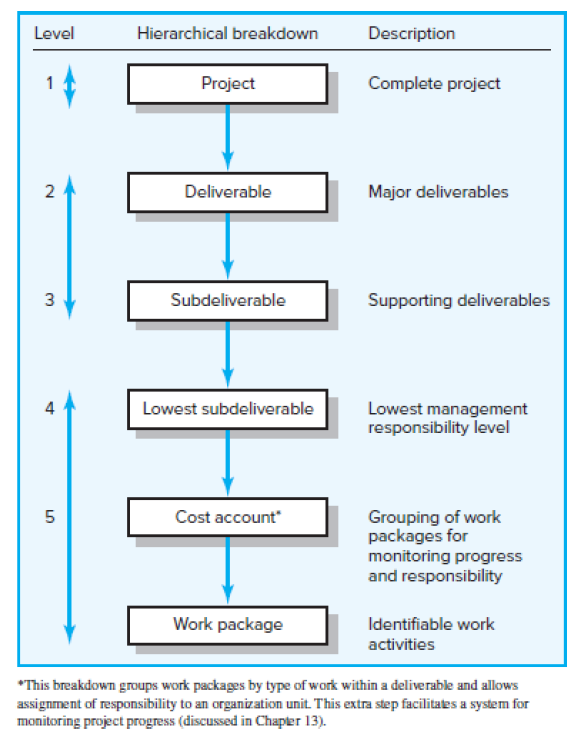 Level Hierarchical breakdown Description
1 Project Complete project
2 Deliverable Major deliverables
3 Subdeliverable Supporting deliverables
4 Lowest subdeliverable Lowest management
responsibility level
5 Cost account* Grouping of work
packages for
monitoring progress
and responsibility
Work package Identifiable work
activities
*This breakdown groups work packages by type of work within a deliverable and allows
assignment of responsibility to an organization unit. This extra step facilitates a system for
monitoring project progress (discussed in Chapter 13).